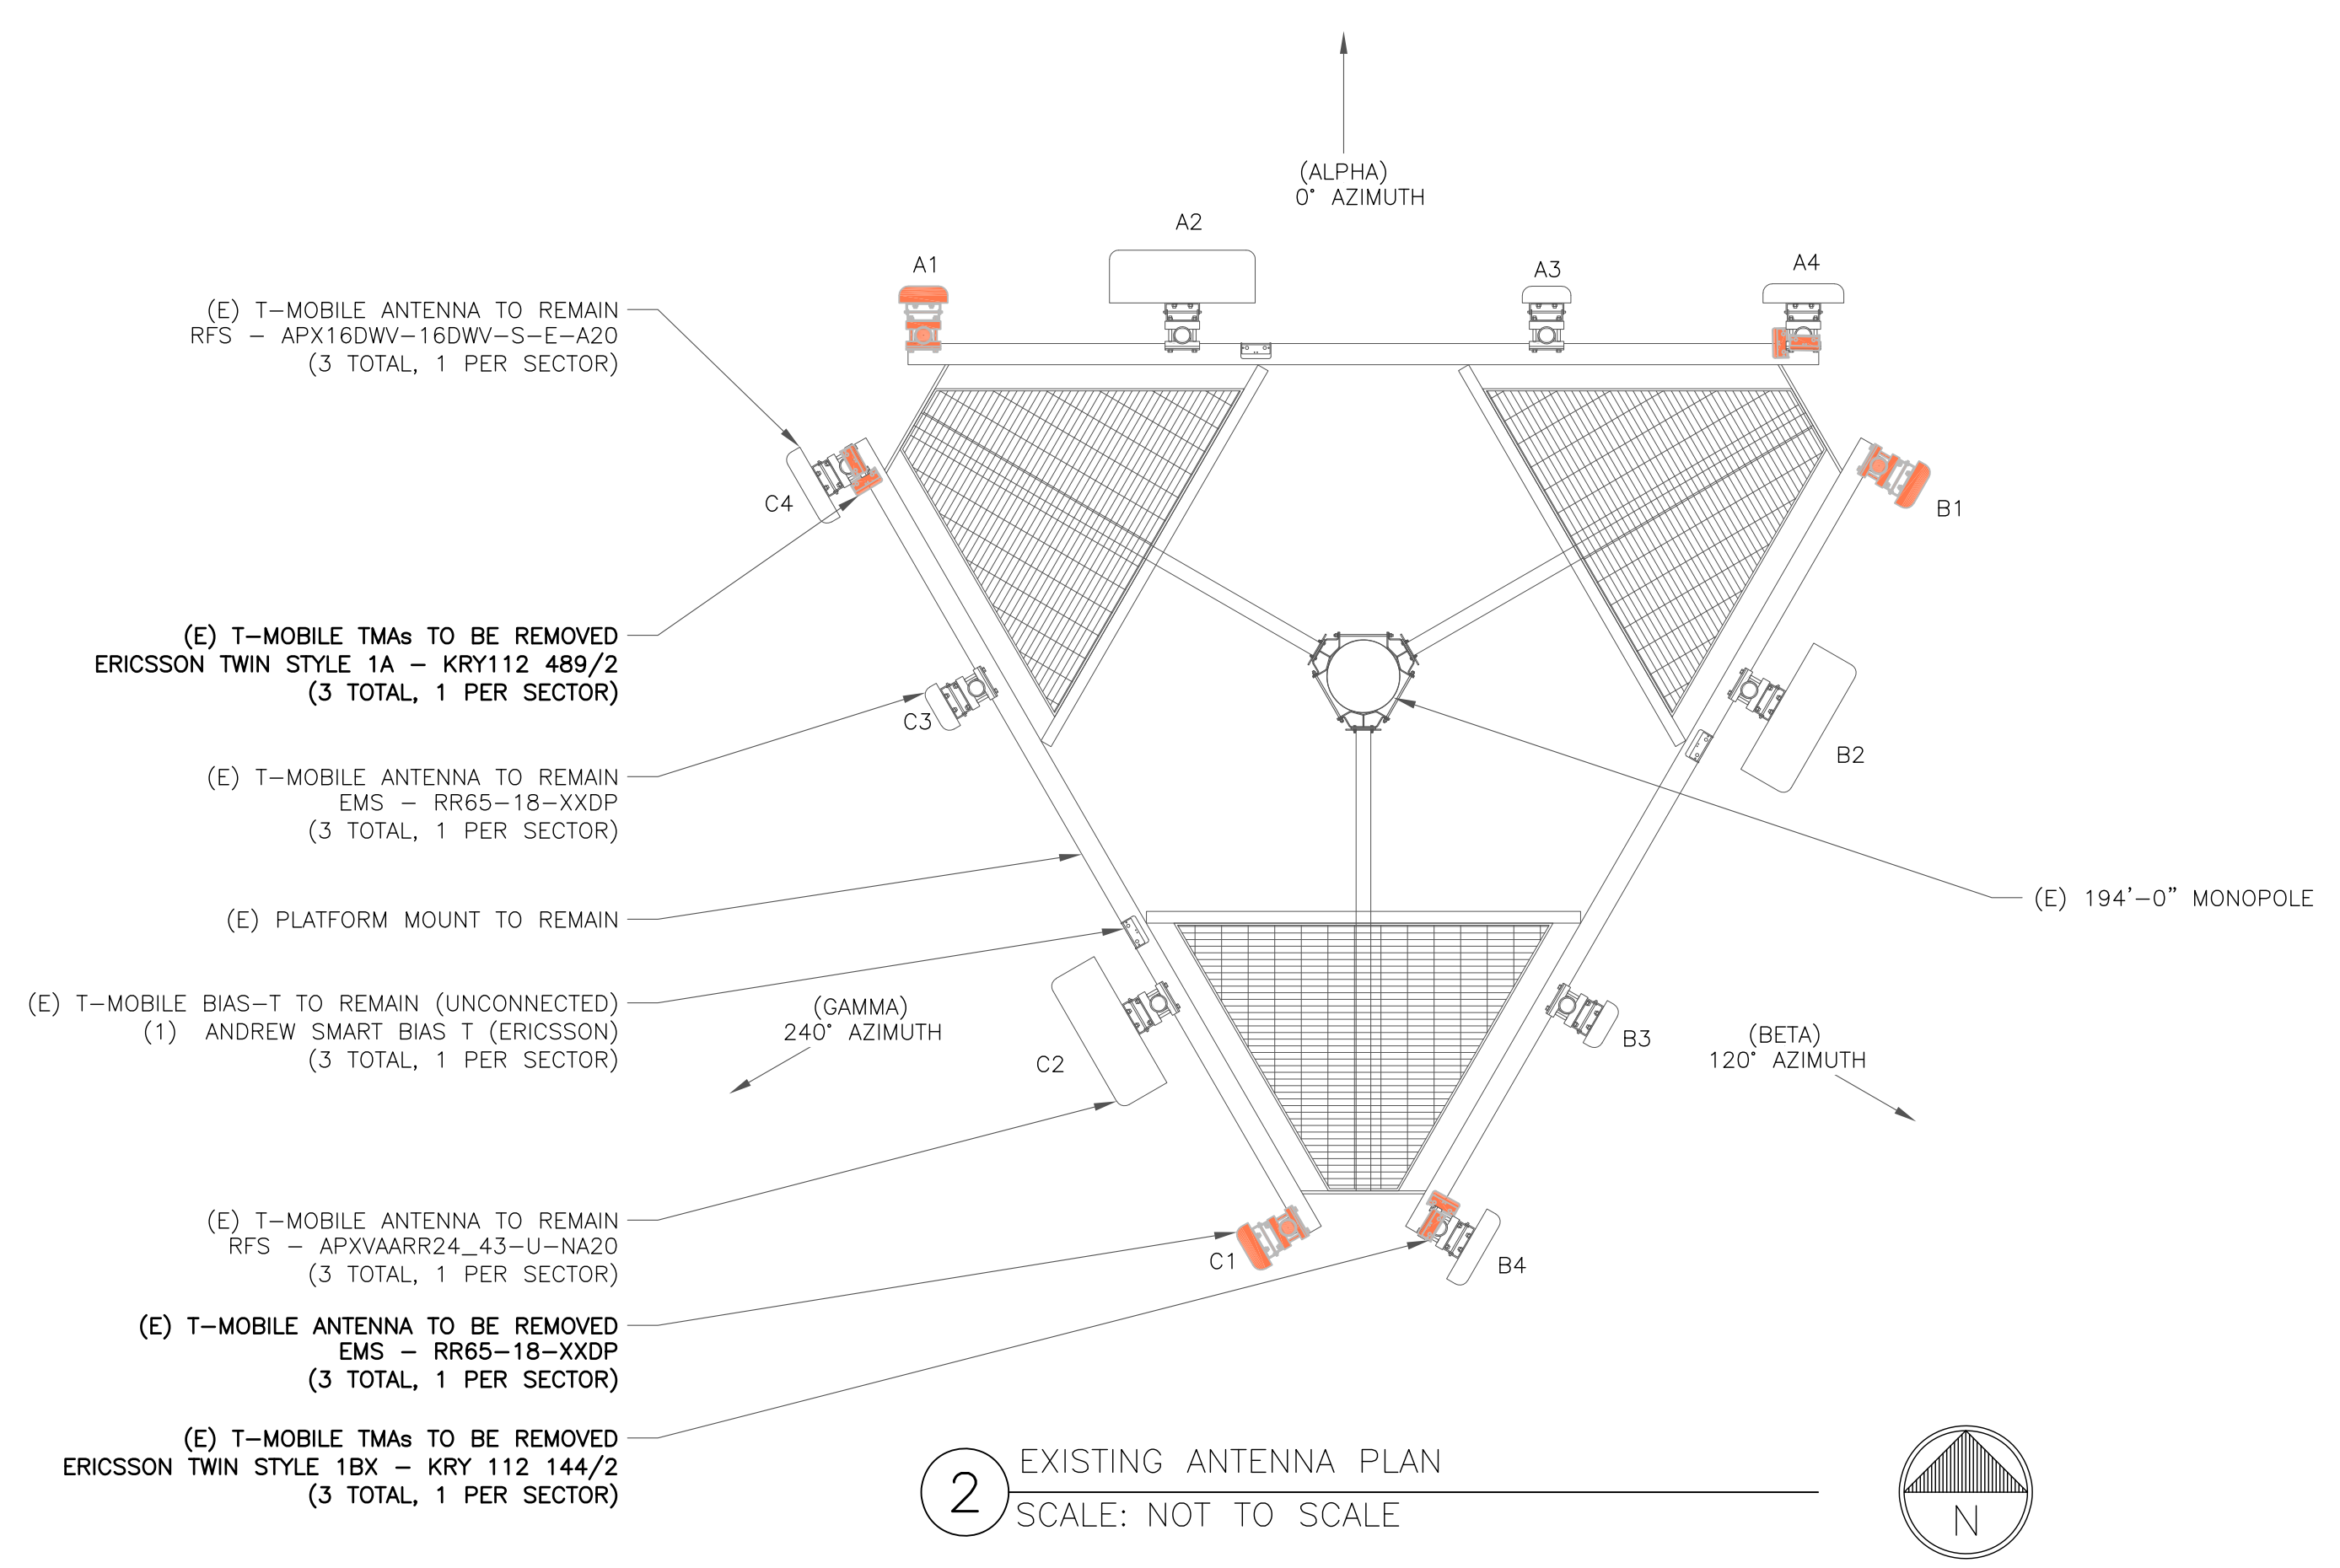 (ALPHA)
0° AZIMUTH
A2
A1
A3
A4
(E) T-MOBILE ANTENNA TO REMAIN
RFS - APX16DWV-16DWV-S-E-A20
(3 TOTAL, 1 PER SECTOR)
C4
B1
(E) T-MOBILE TMAs TO BE REMOVED
ERICSSON TWIN STYLE 1A - KRY112 489/2
(3 TOTAL, 1 PER SECTOR)
C3
B2
(E) T-MOBILE ANTENNA TO REMAIN
EMS - RR65-18-XXDP
(3 TOTAL, 1 PER SECTOR)
(E) 194'-0" MONOPOLE
(E) PLATFORM MOUNT TO REMAIN
(E) T-MOBILE BIAS-T TO REMAIN (UNCONNECTED)
(1) ANDREW SMART BIAS T (ERICSSON)
(3 TOTAL, 1 PER SECTOR)
(GAMMA)
240° AZIMUTH
C2
B3
(BETA)
120° AZIMUTH
(E) T-MOBILE ANTENNA TO REMAIN
RFS - APXVAARR24_43-U-NA20
(3 TOTAL, 1 PER SECTOR)
C1
B4
(E) T-MOBILE ANTENNA TO BE REMOVED
EMS - RR65-18-XXDP
(3 TOTAL, 1 PER SECTOR)
(E) T-MOBILE TMAs TO BE REMOVED
ERICSSON TWIN STYLE 1BX - KRY 112 144/2
(3 TOTAL, 1 PER SECTOR)
2
EXISTING ANTENNA PLAN
SCALE: NOT TO SCALE
N